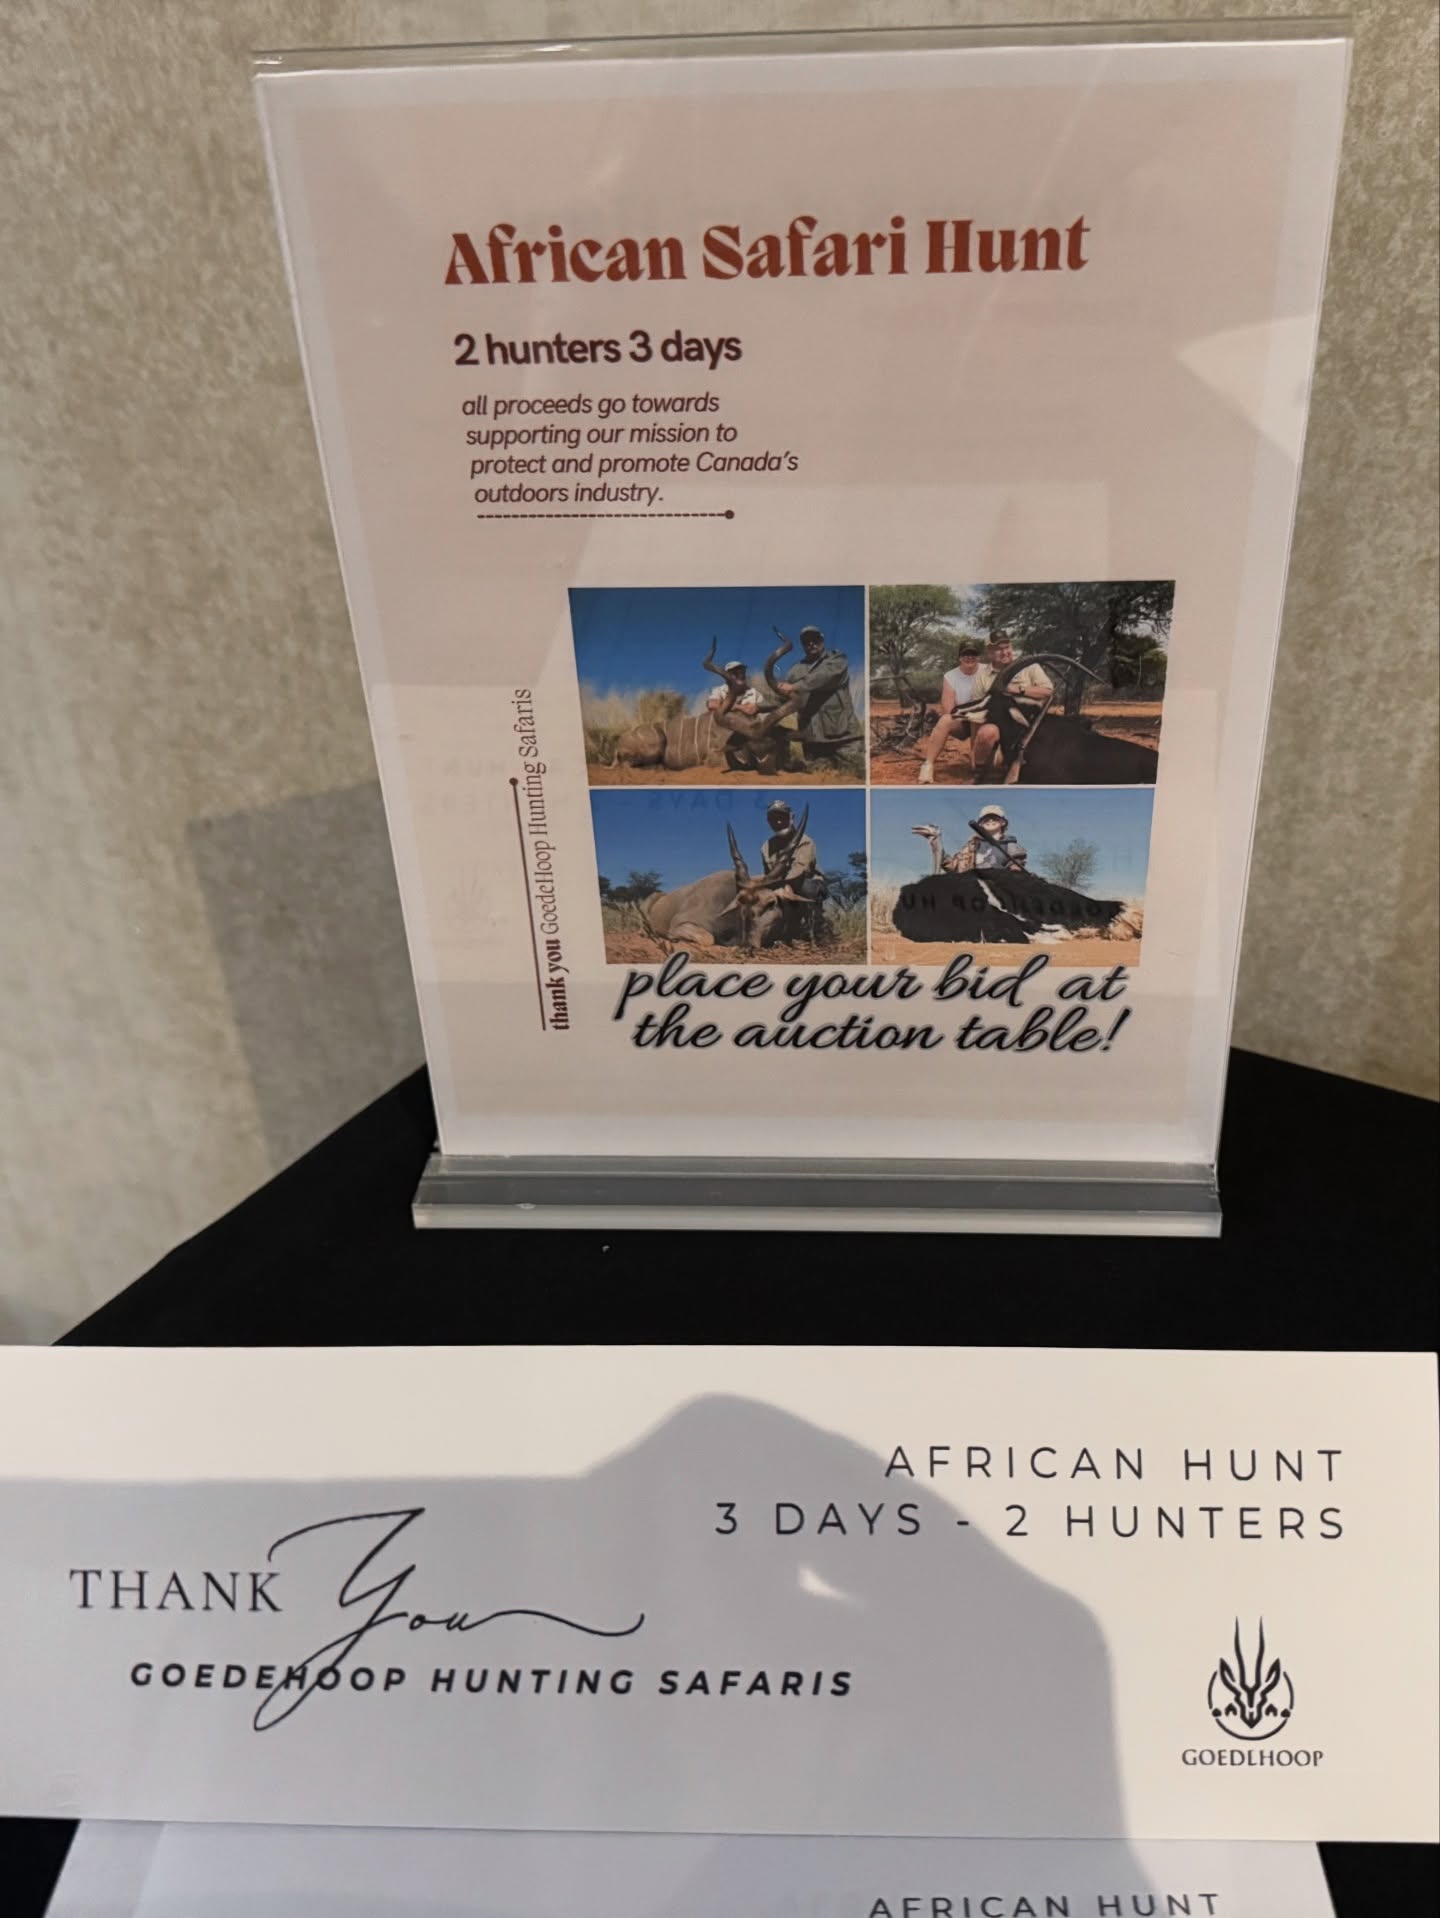 African Safari Hunt
2 hunters 3 days
all proceeds go towards
supporting our mission to
protect and promote Canada's
outdoors industry.
thank you GoedeHoop Hunting Safaris
place your bid at
the auction table!
AFRICAN HUNT
3 DAYS - 2 HUNTERS
THANK You
GOEDEHOOP HUNTING SAFARIS
GOEDLHOOP
AFRICAN HUNT